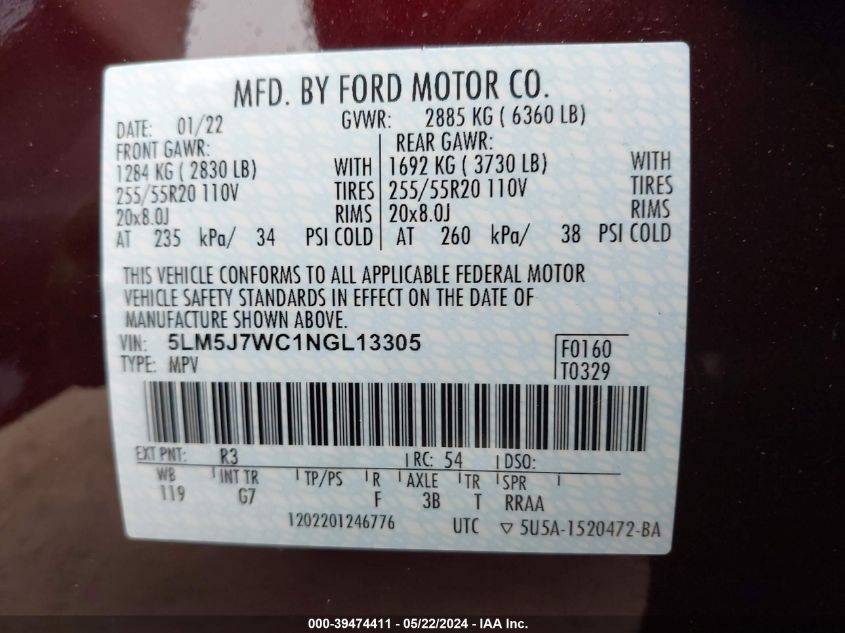 MFD. BY FORD MOTOR CO.
DATE: 01/22 GVWR: 2885 KG ( 6360 LB)
FRONT GAWR: REAR GAWR:
1284 KG ( 2830 LB) WITH 1692 KG ( 3730 LB) WITH
255/55R20 110V TIRES 255/55R20 110V TIRES
20x8.0J RIMS 20x8.0J RIMS
AT 235 kPa/ 34 PSI COLD AT 260 kPa/ 38 PSI COLD
THIS VEHICLE CONFORMS TO ALL APPLICABLE FEDERAL MOTOR
VEHICLE SAFETY STANDARDS IN EFFECT ON THE DATE OF
MANUFACTURE SHOWN ABOVE.
VIN: 5LM5J7WC1NGL13305 F0160
TYPE: MPV T0329
EXT PNT: R3 RC: 54 DSO:
WB INT TR TP/PS R AXLE TR SPR
119 G7 F 3B T RRAA
1202201246776 UTC ▽ 5U5A-1520472-BA
000-39474411 - 05/22/2024 - IAA Inc.